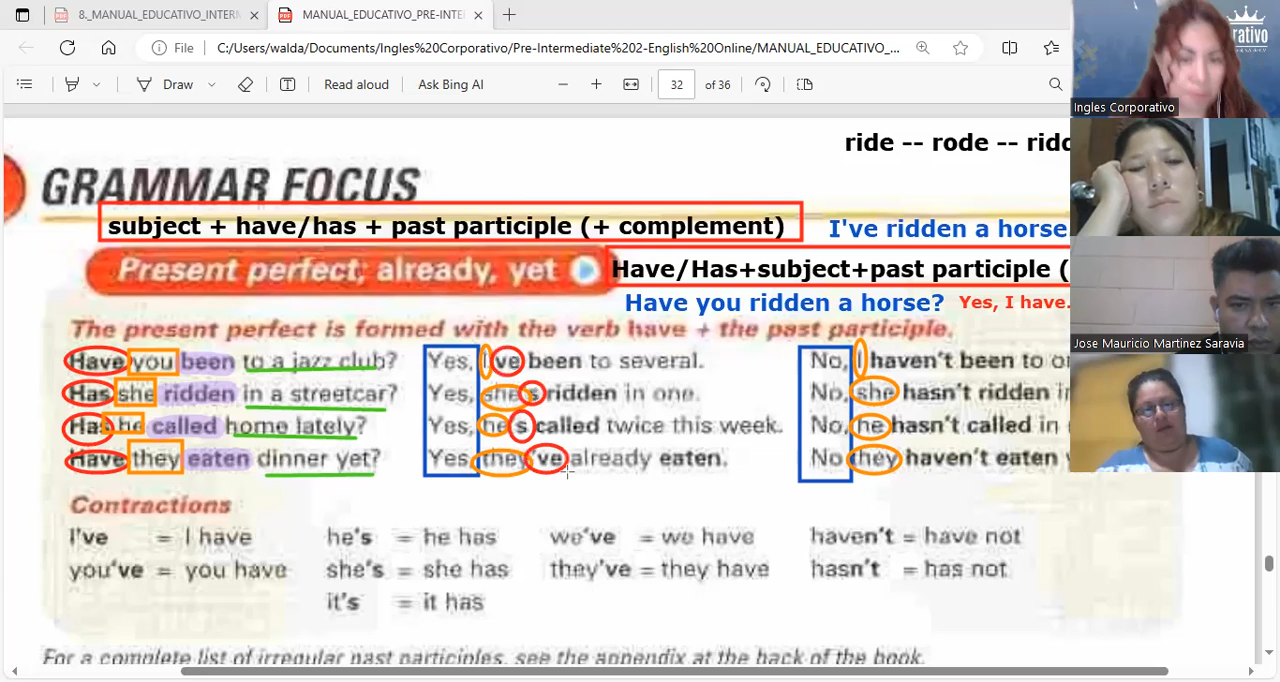 8._MANUAL_EDUCATIVO_INTERM
MANUAL_EDUCATIVO_PRE-INTE
File
C:/Users/walda/Documents/Ingles%20Corporativo/Pre-Intermediate%202-English%20Online/MANUAL_EDUCATIVO_...
Draw
Read aloud
Ask Bing AI
32 of 36
rativo
Ingles Corporativo
ride -- rode -- ridd
GRAMMAR FOCUS
subject + have/has + past participle (+ complement)
I've ridden a horse
Present perfect; already, yet
Have/Has+subject+past participle (
Have you ridden a horse? Yes, I have.
The present perfect is formed with the verb have + the past participle.
Have you been to a jazz club? Yes, I've been to several. No, I haven't been to on
Has she ridden in a streetcar? Yes, she's ridden in one. No, she hasn't ridden in
Has he called home lately? Yes, he's called twice this week. No, he hasn't called in
Have they eaten dinner yet? Yes, they've already eaten. No they haven't eaten
Jose Mauricio Martinez Saravia
Contractions
I've = I have he's = he has we've = we have haven't = have not
you've = you have she's = she has they've = they have hasn't = has not
it's = it has
For a complete list of irregular past participles, see the appendix at the back of the book.